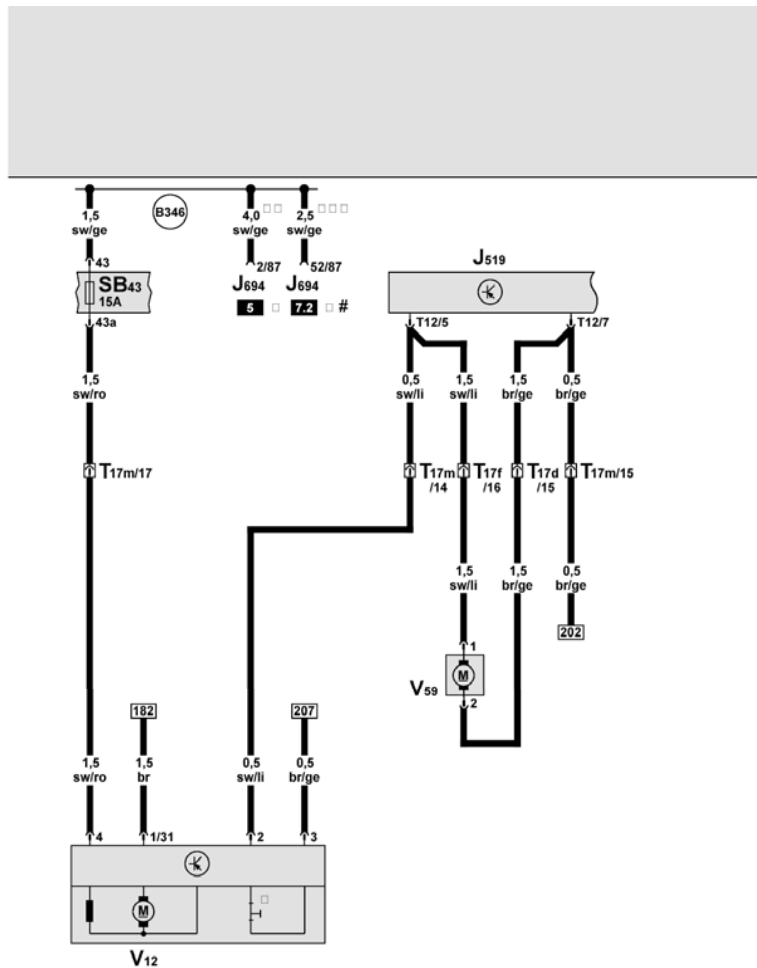 B346
1,5
sw/ge
4,0
sw/ge
2,5
sw/ge
43
2/87
52/87
SB43
15A
J694
J694
5
7.2
#
43a
J519
T12/5
T12/7
1,5
sw/ro
0,5
sw/li
1,5
sw/li
1,5
br/ge
0,5
br/ge
T17m/17
T17m
/14
T17f
/16
T17d
/15
T17m/15
1,5
sw/li
1,5
br/ge
0,5
br/ge
202
1
M
V59
2
182
207
1,5
sw/ro
1,5
br
0,5
sw/li
0,5
br/ge
4
1/31
2
3
M
V12